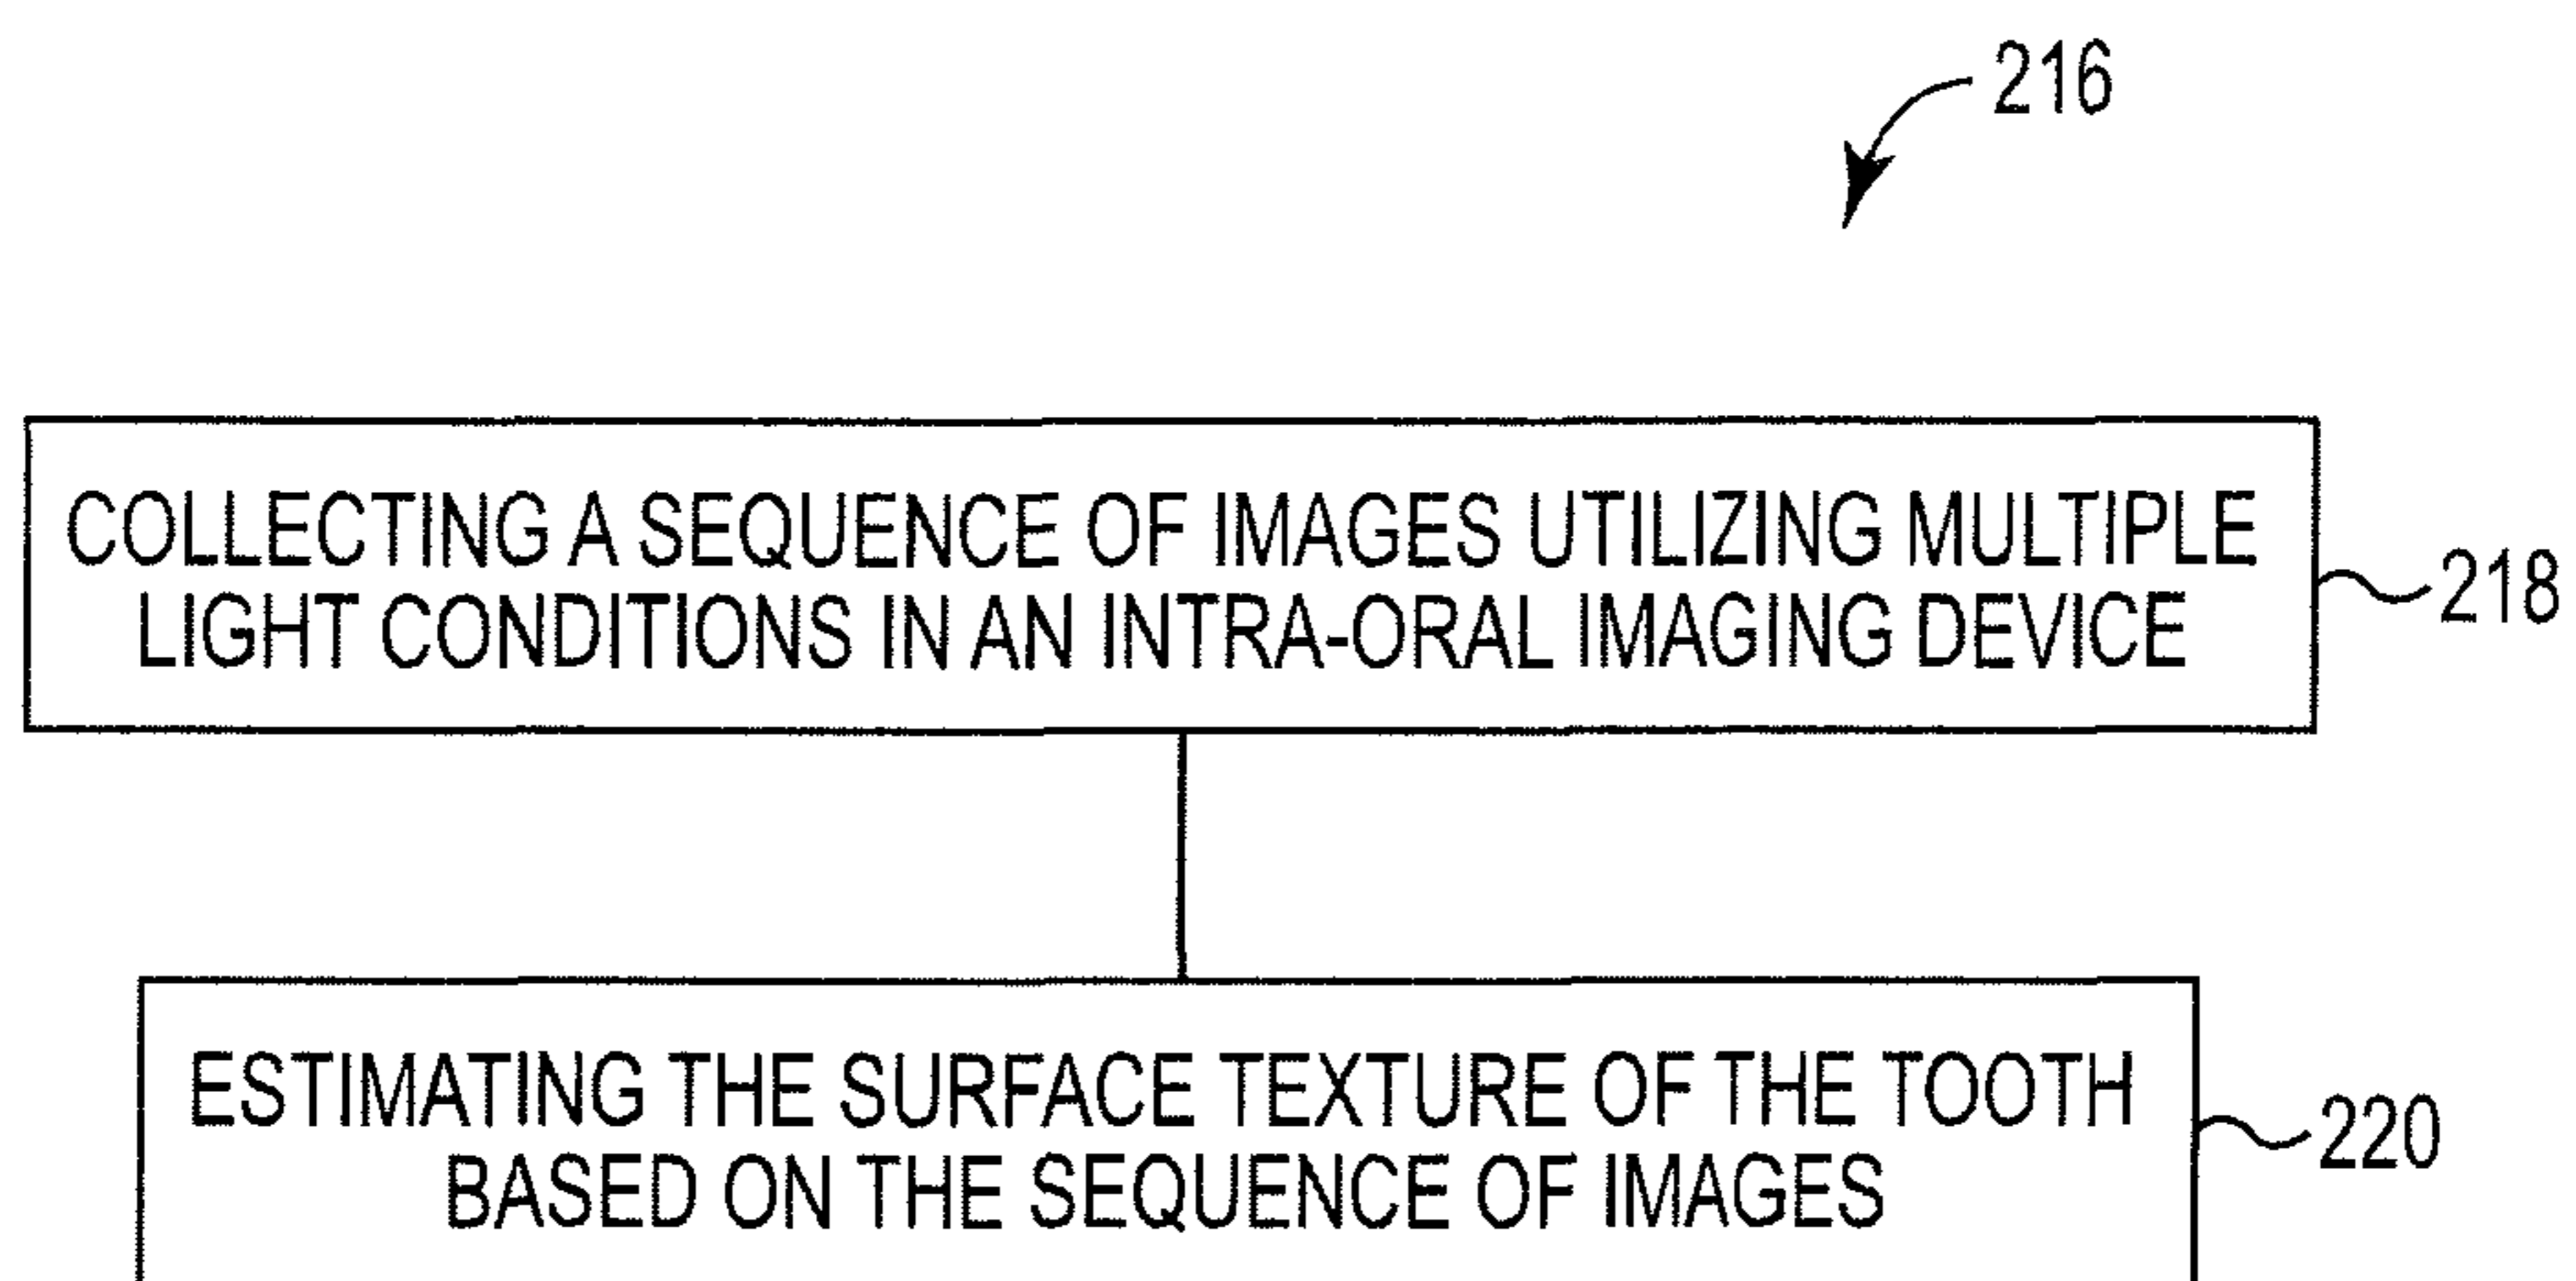 216
COLLECTING A SEQUENCE OF IMAGES UTILIZING MULTIPLE
LIGHT CONDITIONS IN AN INTRA-ORAL IMAGING DEVICE
218
ESTIMATING THE SURFACE TEXTURE OF THE TOOTH
BASED ON THE SEQUENCE OF IMAGES
220